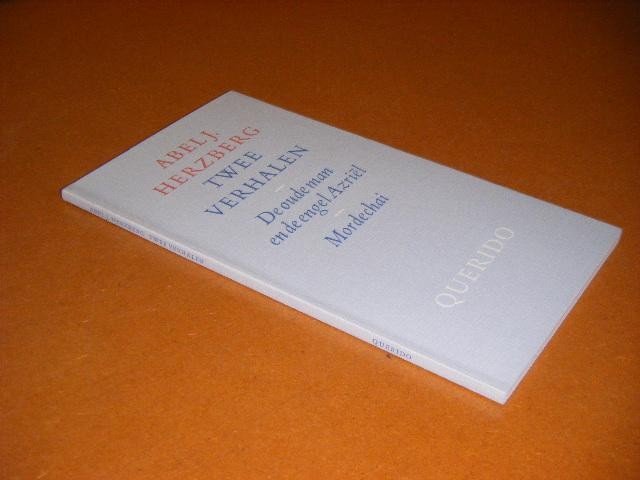 ABEL J.
HERZBERG
TWEE
VERHALEN
De oude man
en de engel Azriël
Mordechai
QUERIDO
ABEL J. HERZBERG TWEE VERHALEN
QUERIDO